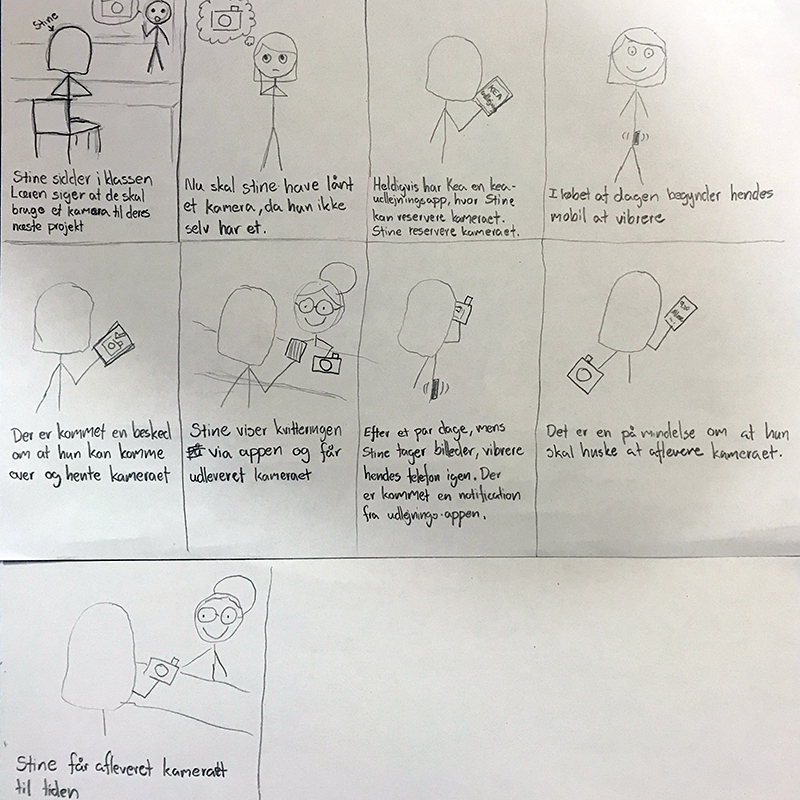 Stine
Stine sidder i klassen
Læren siger at de skal
bruge et kamera til deres
næste projekt
Nu skal stine have lånt
et kamera, da hun ikke
selv har et.
KEA
Heldigvis har Kea en kea-
udlejningsapp, hvor Stine
kan reservere kameraet.
Stine reservere kameraet.
I løbet af dagen begynder hendes
mobil at vibrere
Der er kommet en besked
om at hun kan komme
over og hente kameraet
Stine viser kvitteringen
via appen og får
udleveret kameraet
Efter et par dage, mens
Stine tager billeder, vibrere
hendes telefon igen. Der
er kommet en notification
fra udlejnings-appen.
Det er en på mindelse om at hun
skal huske at aflevere kameraet.
Stine får afleveret kameraet
til tiden